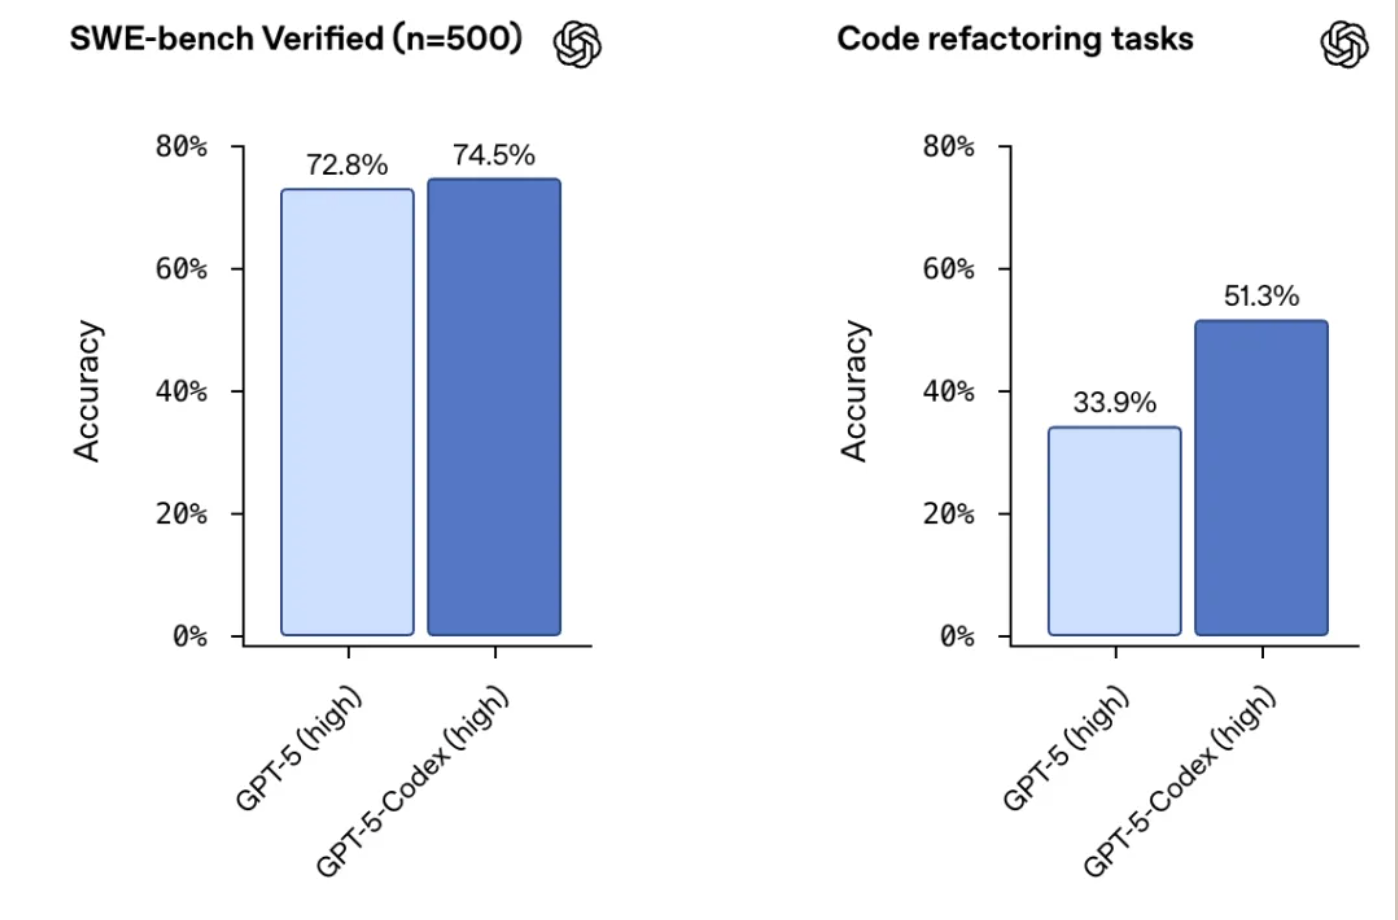 SWE-bench Verified (n=500)
80%
60%
40%
20%
0%
Accuracy
72.8%
74.5%
GPT-5 (high)
GPT-5-Codex (high)
Code refactoring tasks
80%
60%
40%
20%
0%
Accuracy
33.9%
51.3%
GPT-5 (high)
GPT-5-Codex (high)